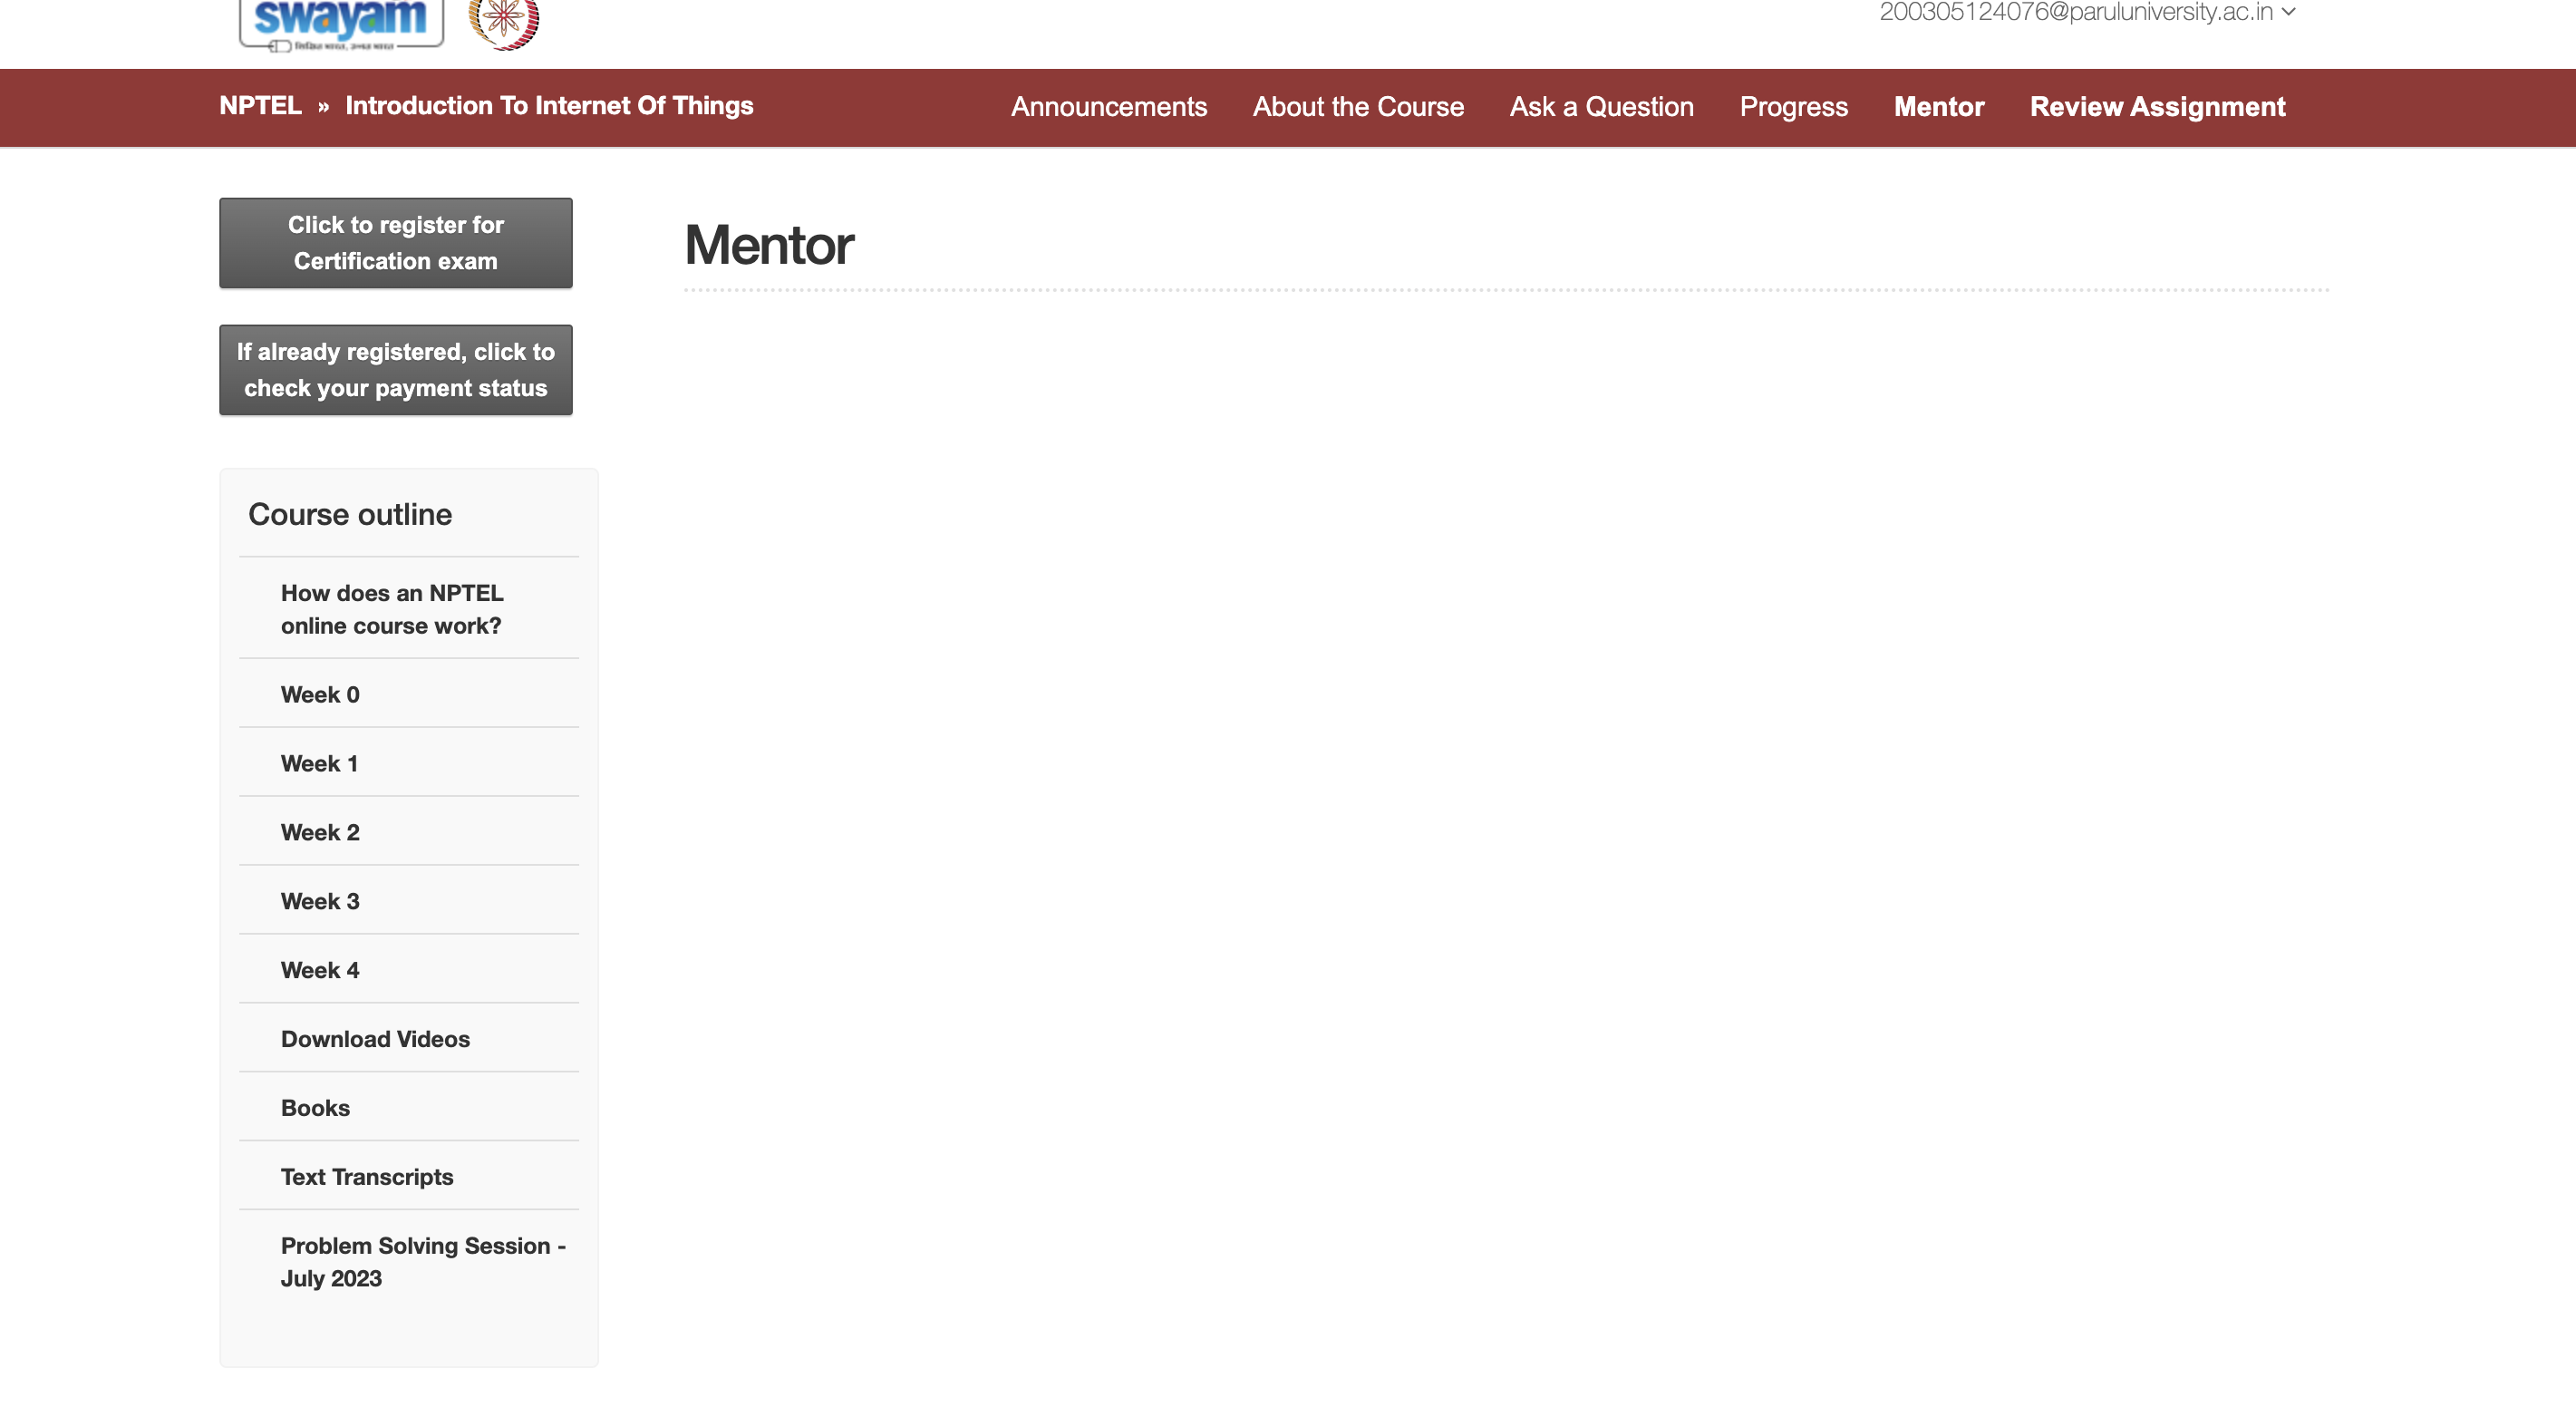 swayam
200305124076@paruluniversity.ac.in
NPTEL » Introduction To Internet Of Things
Announcements About the Course Ask a Question Progress Mentor Review Assignment
Click to register for
Certification exam
If already registered, click to
check your payment status
Mentor
Course outline
How does an NPTEL
online course work?
Week 0
Week 1
Week 2
Week 3
Week 4
Download Videos
Books
Text Transcripts
Problem Solving Session -
July 2023